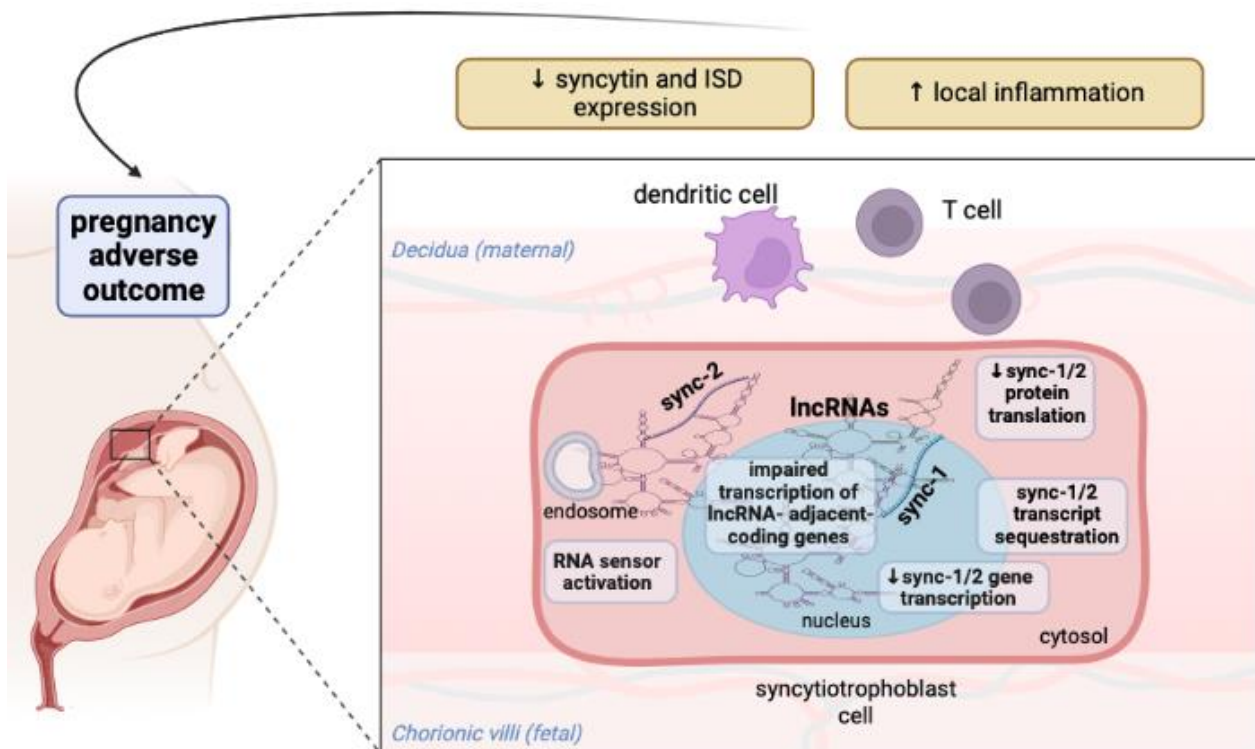 ↓ syncytin and ISD
expression
↑ local inflammation
pregnancy
adverse
outcome
dendritic cell
T cell
Decidua (maternal)
sync-2
lncRNAs
↓sync-1/2
protein
translation
impaired
transcription of
lncRNA- adjacent-
coding genes
sync-1
endosome
sync-1/2
transcript
sequestration
RNA sensor
activation
↓sync-1/2 gene
transcription
nucleus
cytosol
syncytiotrophoblast
cell
Chorionic villi (fetal)